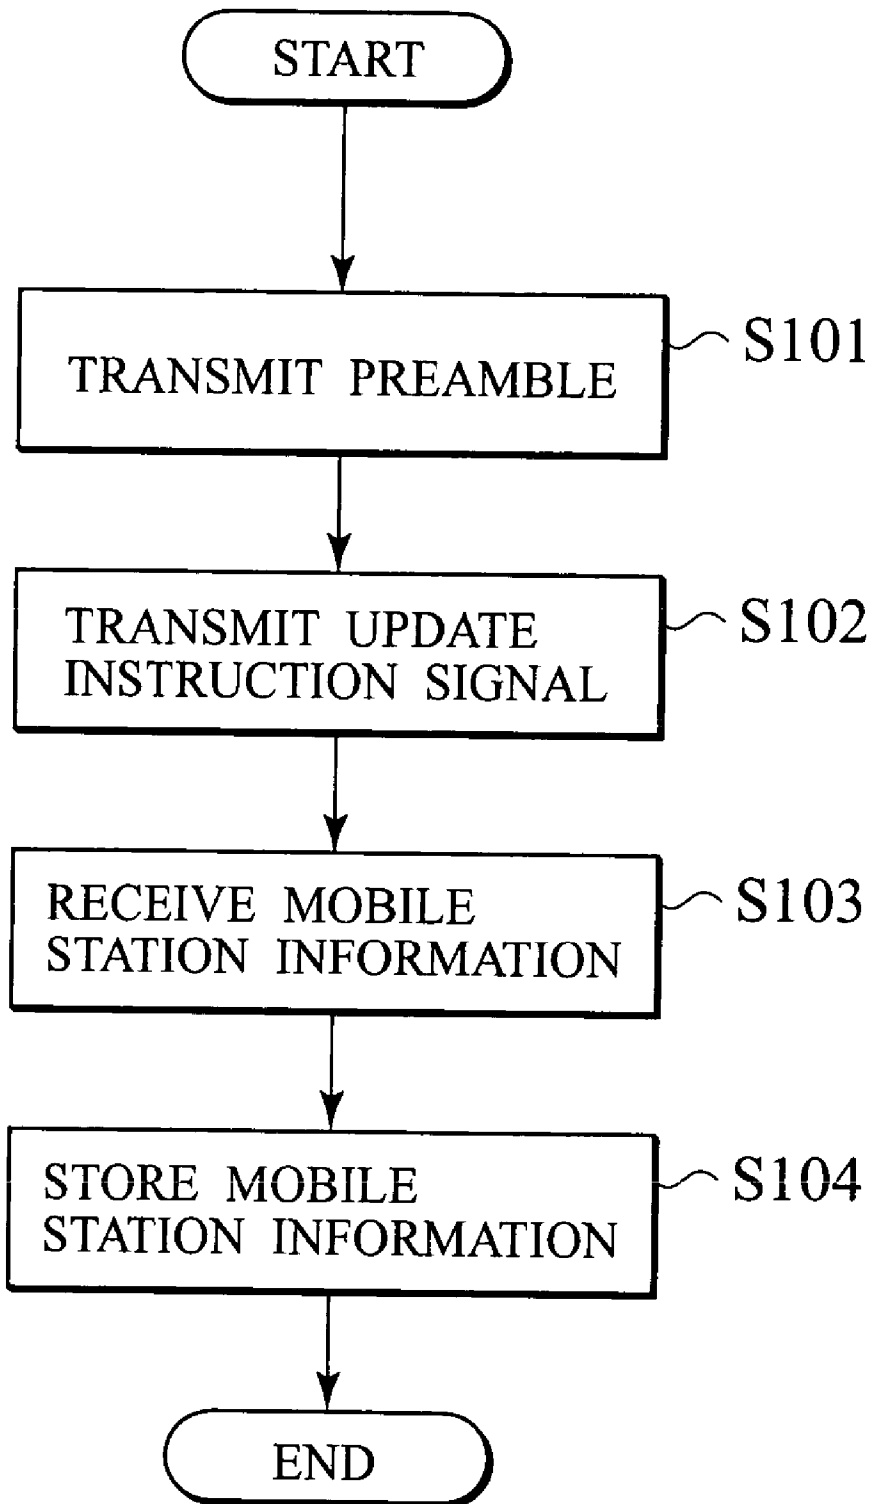 START
TRANSMIT PREAMBLE
S101
TRANSMIT UPDATE
INSTRUCTION SIGNAL
S102
RECEIVE MOBILE
STATION INFORMATION
S103
STORE MOBILE
STATION INFORMATION
S104
END